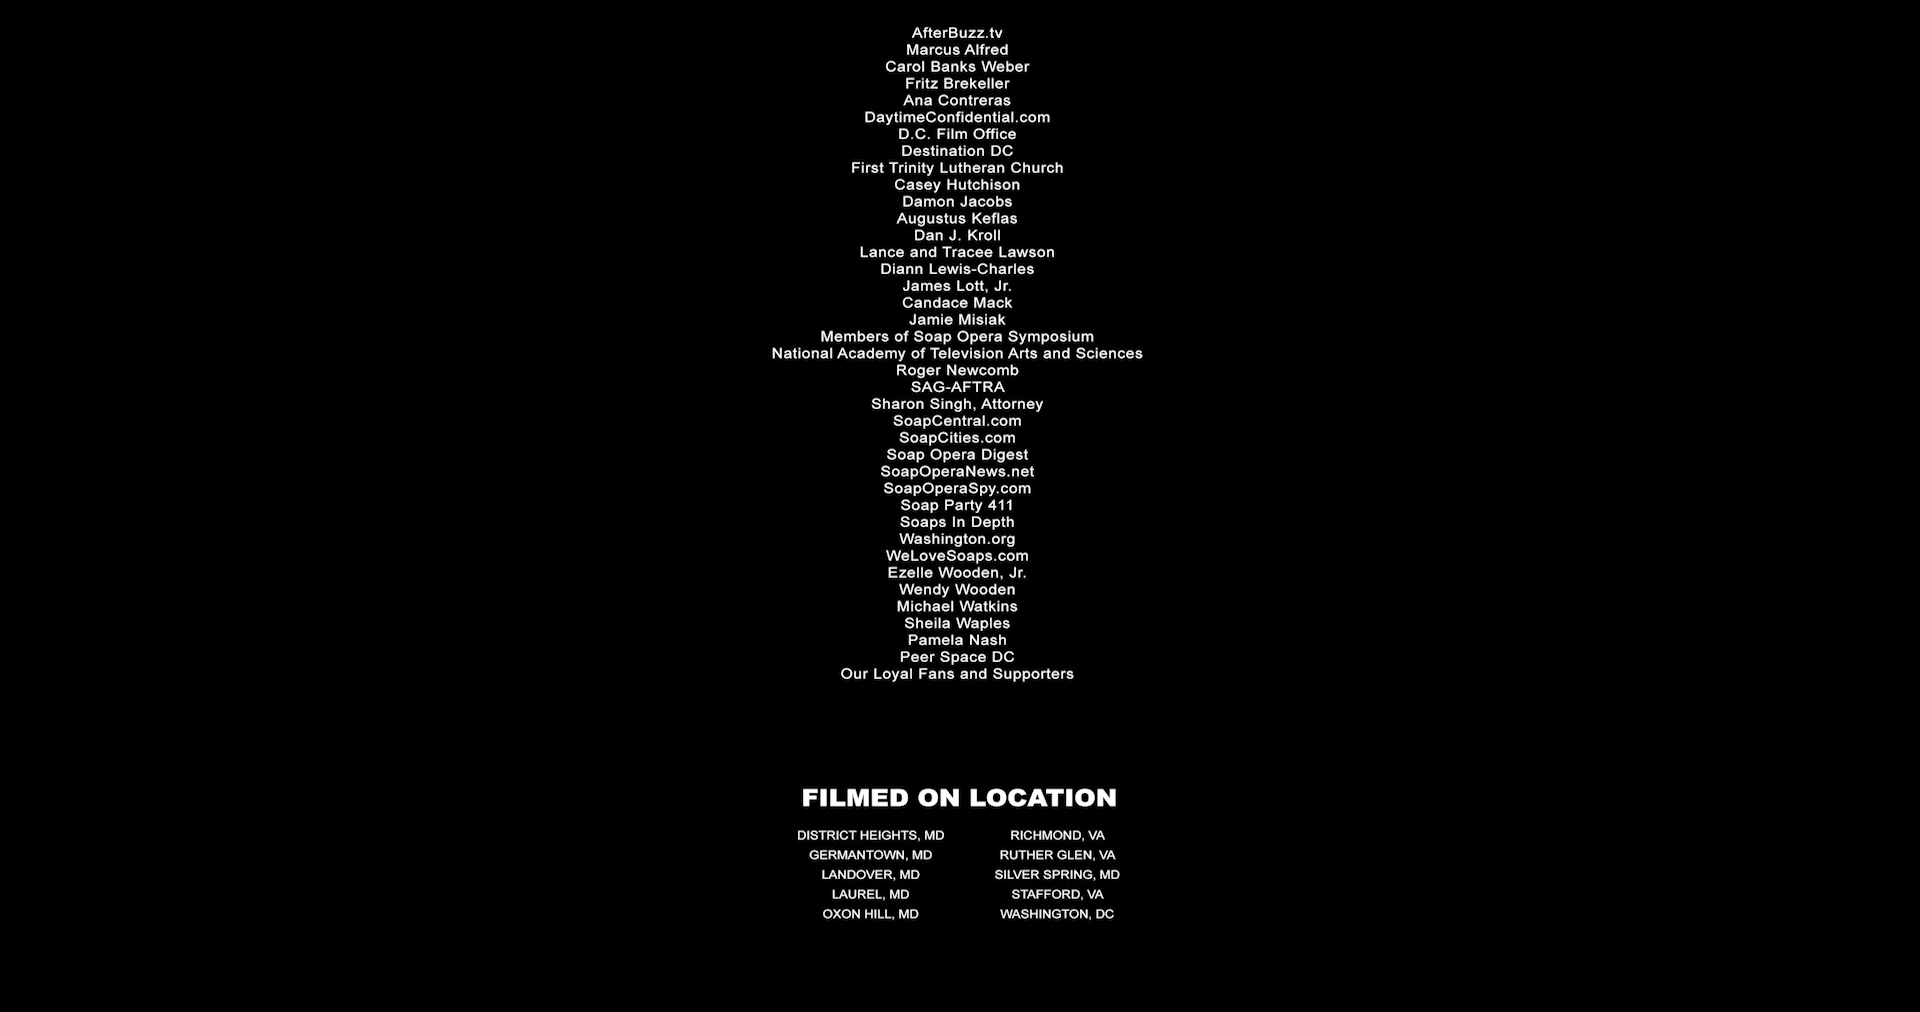 AfterBuzz.tv
Marcus Alfred
Carol Banks Weber
Fritz Brekeller
Ana Contreras
DaytimeConfidential.com
D.C. Film Office
Destination DC
First Trinity Lutheran Church
Casey Hutchison
Damon Jacobs
Augustus Keflas
Dan J. Kroll
Lance and Tracee Lawson
Diann Lewis-Charles
James Lott, Jr.
Candace Mack
Jamie Misiak
Members of Soap Opera Symposium
National Academy of Television Arts and Sciences
Roger Newcomb
SAG-AFTRA
Sharon Singh, Attorney
SoapCentral.com
SoapCities.com
Soap Opera Digest
SoapOperaNews.net
SoapOperaSpy.com
Soap Party 411
Soaps In Depth
Washington.org
WeLoveSoaps.com
Ezelle Wooden, Jr.
Wendy Wooden
Michael Watkins
Sheila Waples
Pamela Nash
Peer Space DC
Our Loyal Fans and Supporters
FILMED ON LOCATION
DISTRICT HEIGHTS, MD
GERMANTOWN, MD
LANDOVER, MD
LAUREL, MD
OXON HILL, MD
RICHMOND, VA
RUTHER GLEN, VA
SILVER SPRING, MD
STAFFORD, VA
WASHINGTON, DC